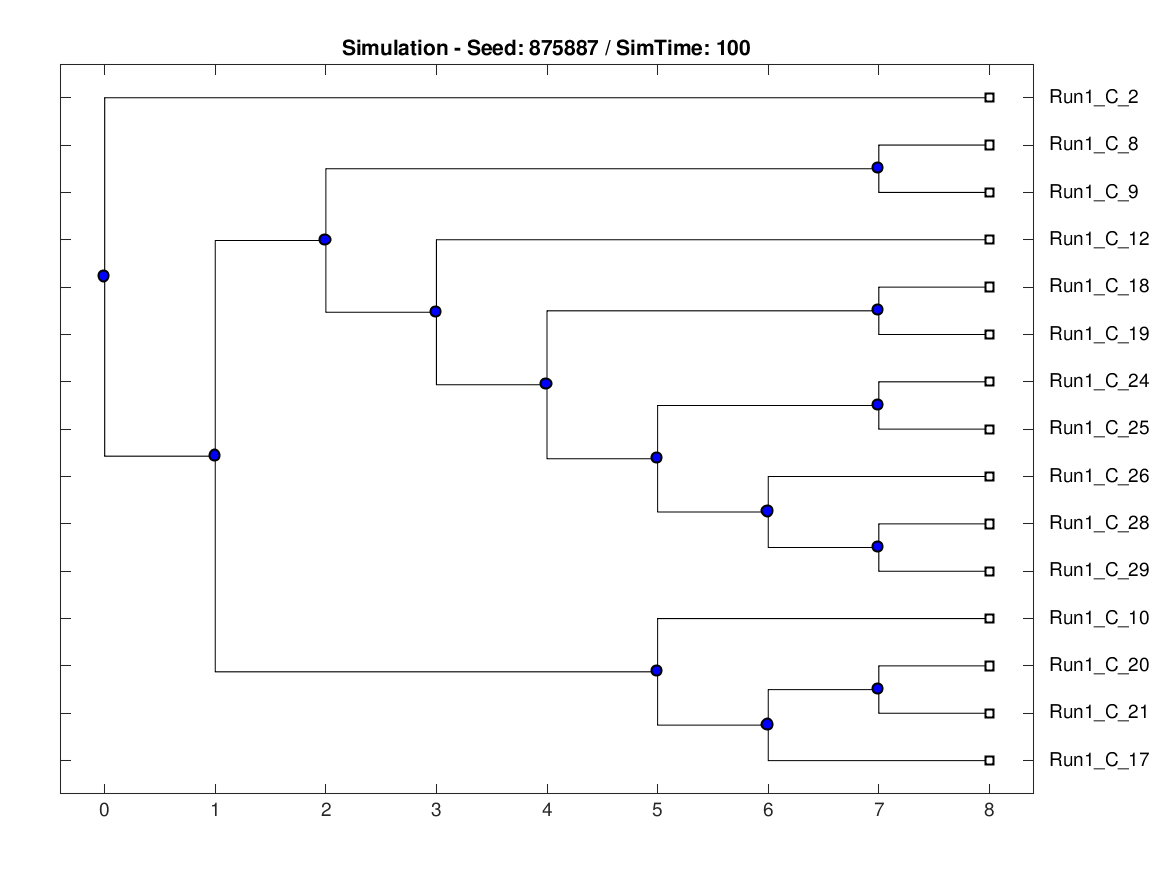 Simulation - Seed: 875887 / SimTime: 100
Run1_C_2
Run1_C_8
Run1_C_9
Run1_C_12
Run1_C_18
Run1_C_19
Run1_C_24
Run1_C_25
Run1_C_26
Run1_C_28
Run1_C_29
Run1_C_10
Run1_C_20
Run1_C_21
Run1_C_17
0 1 2 3 4 5 6 7 8